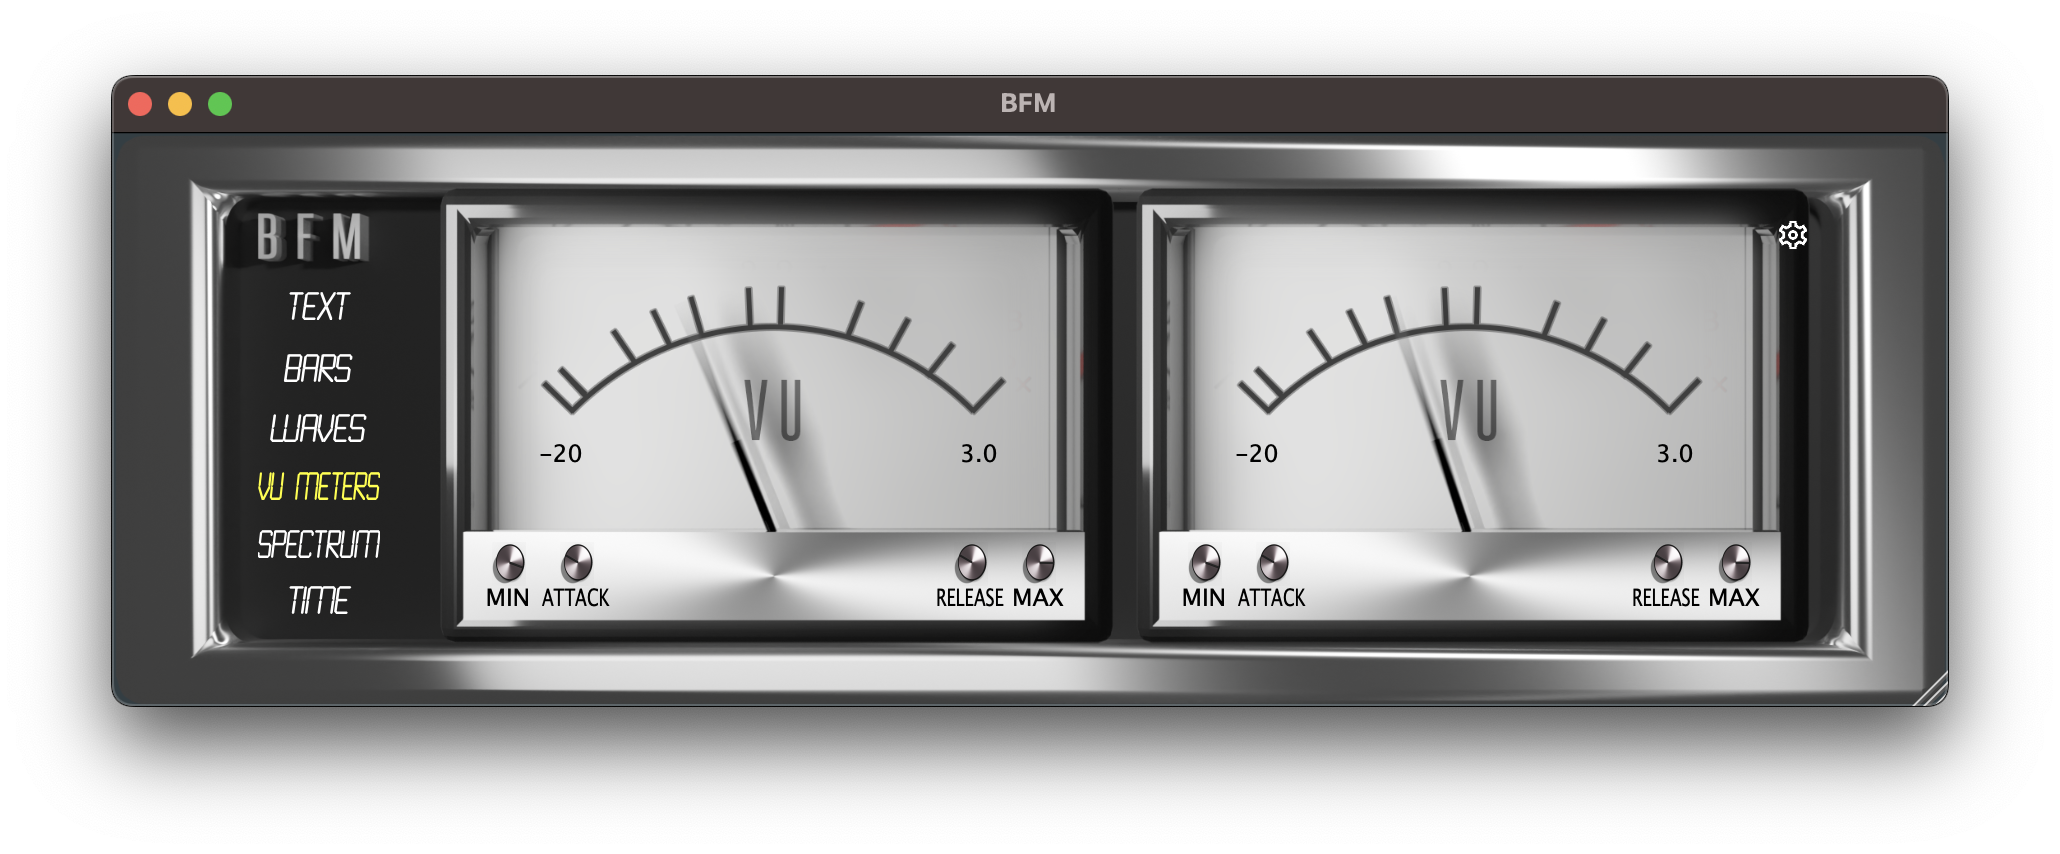 BFM
BFM
TEXT
BARS
WAVES
VU METERS
SPECTRUM
TIME
VU
-20 3.0
MIN ATTACK RELEASE MAX
VU
-20 3.0
MIN ATTACK RELEASE MAX